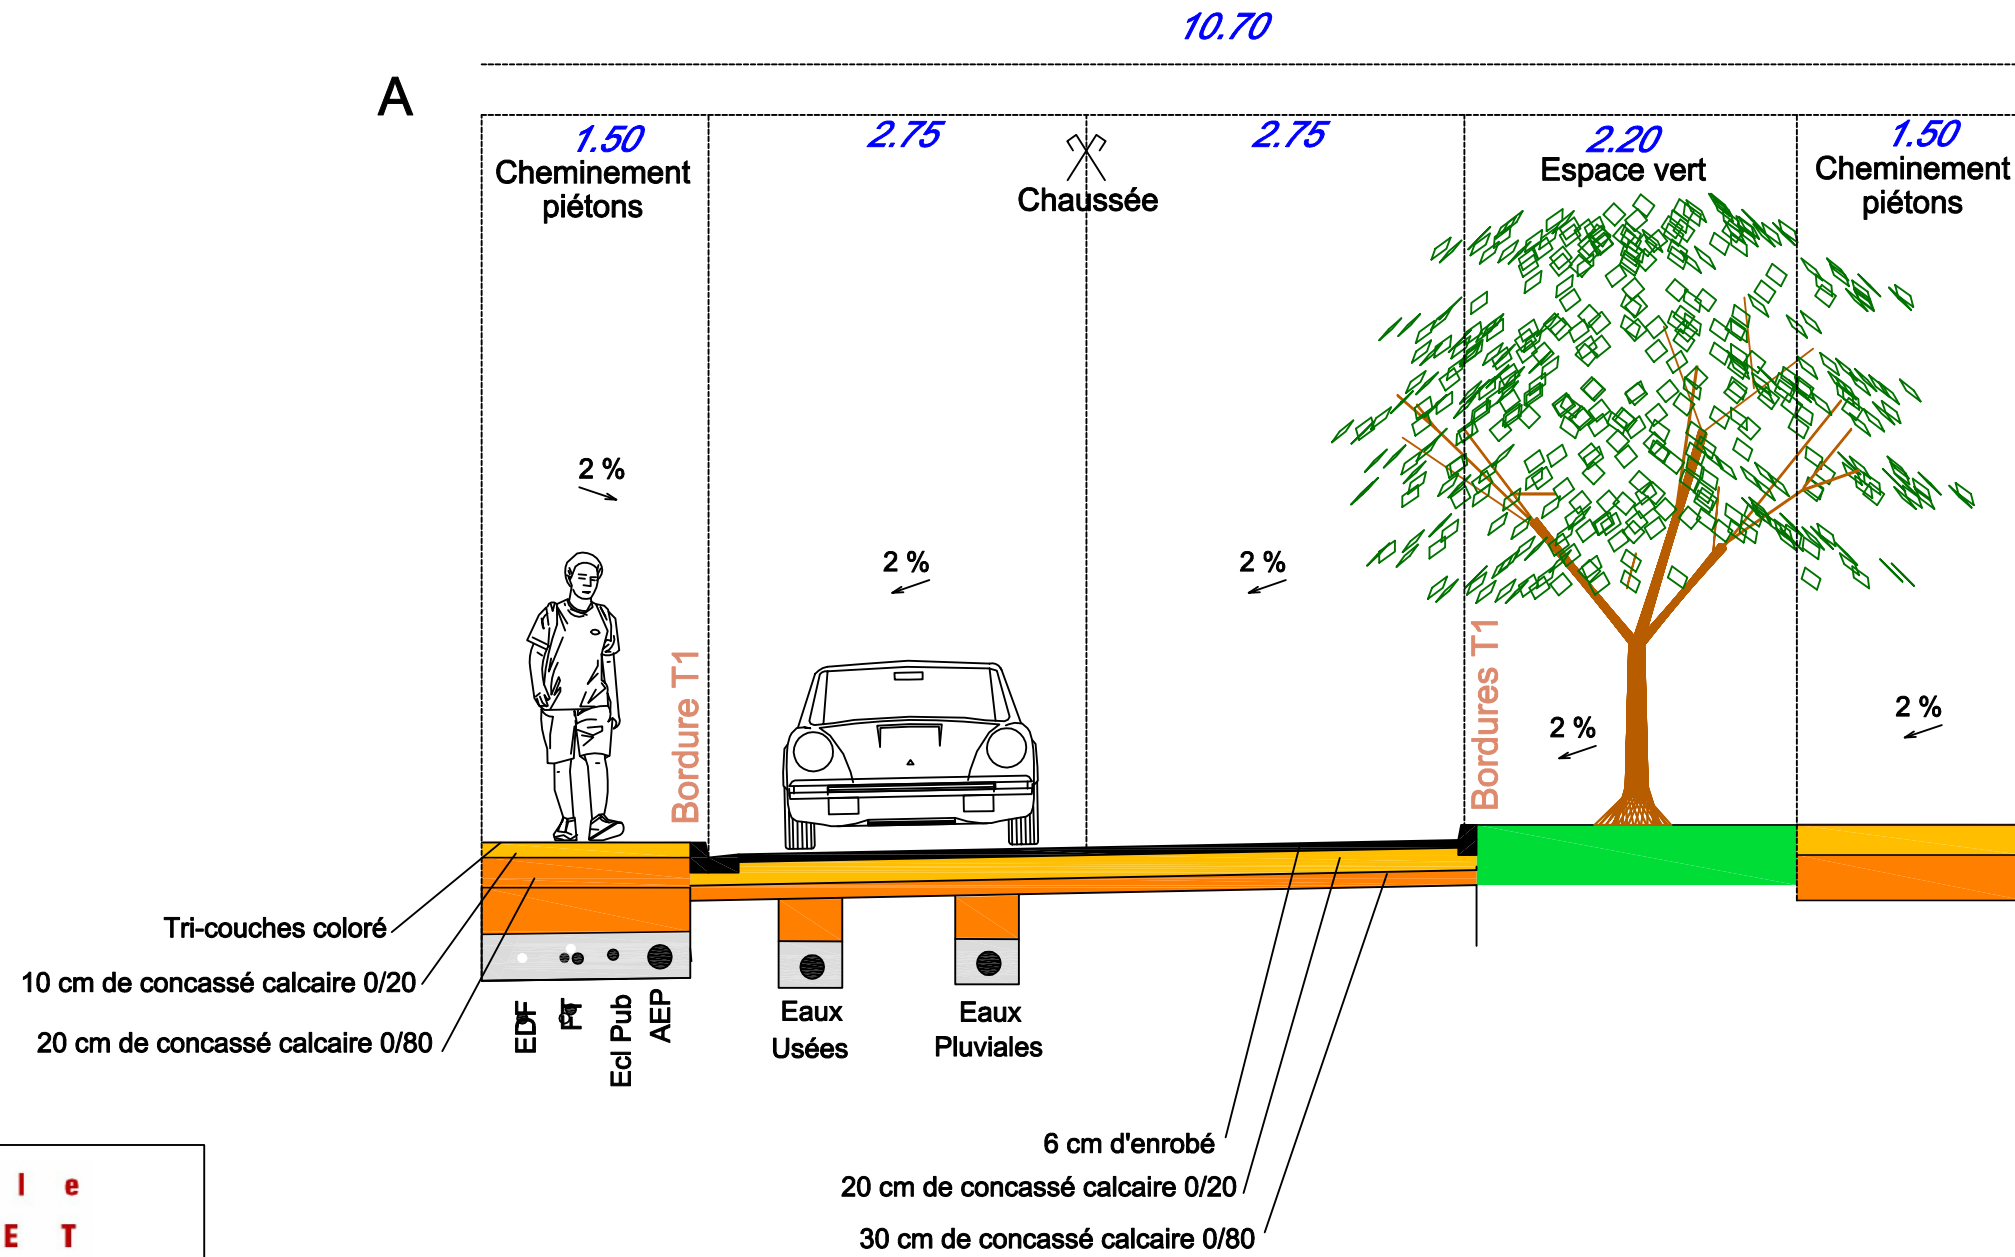 10.70
A
1.50
2.75
2.75
2.20
1.50
Cheminement
piétons
Chaussée
Espace vert
Cheminement
piétons
2 %
2 %
2 %
2 %
2 %
Bordure T1
Bordures T1
Tri-couches coloré
10 cm de concassé calcaire 0/20
20 cm de concassé calcaire 0/80
EDF
FT
Ecl Pub
AEP
Eaux
Usées
Eaux
Pluviales
6 cm d'enrobé
20 cm de concassé calcaire 0/20
30 cm de concassé calcaire 0/80
l e
E T